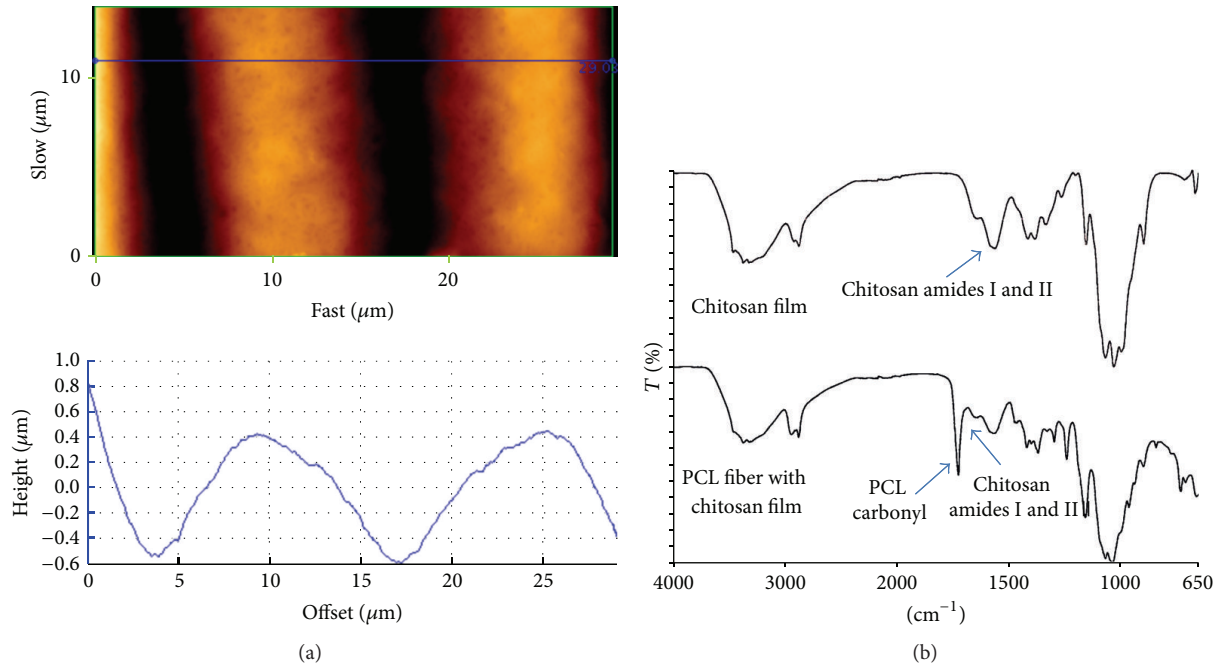 10
0
Slow (μm)
0
10
20
Fast (μm)
1.0
0.8
0.6
0.4
0.2
0.0
−0.2
−0.4
−0.6
Height (μm)
0
5
10
15
20
25
Offset (μm)
(a)
Chitosan film
Chitosan amides I and II
T (%)
PCL fiber with
chitosan film
PCL
carbonyl
Chitosan
amides I and II
4000
3000
2000
1500
1000
650
(cm⁻¹)
(b)